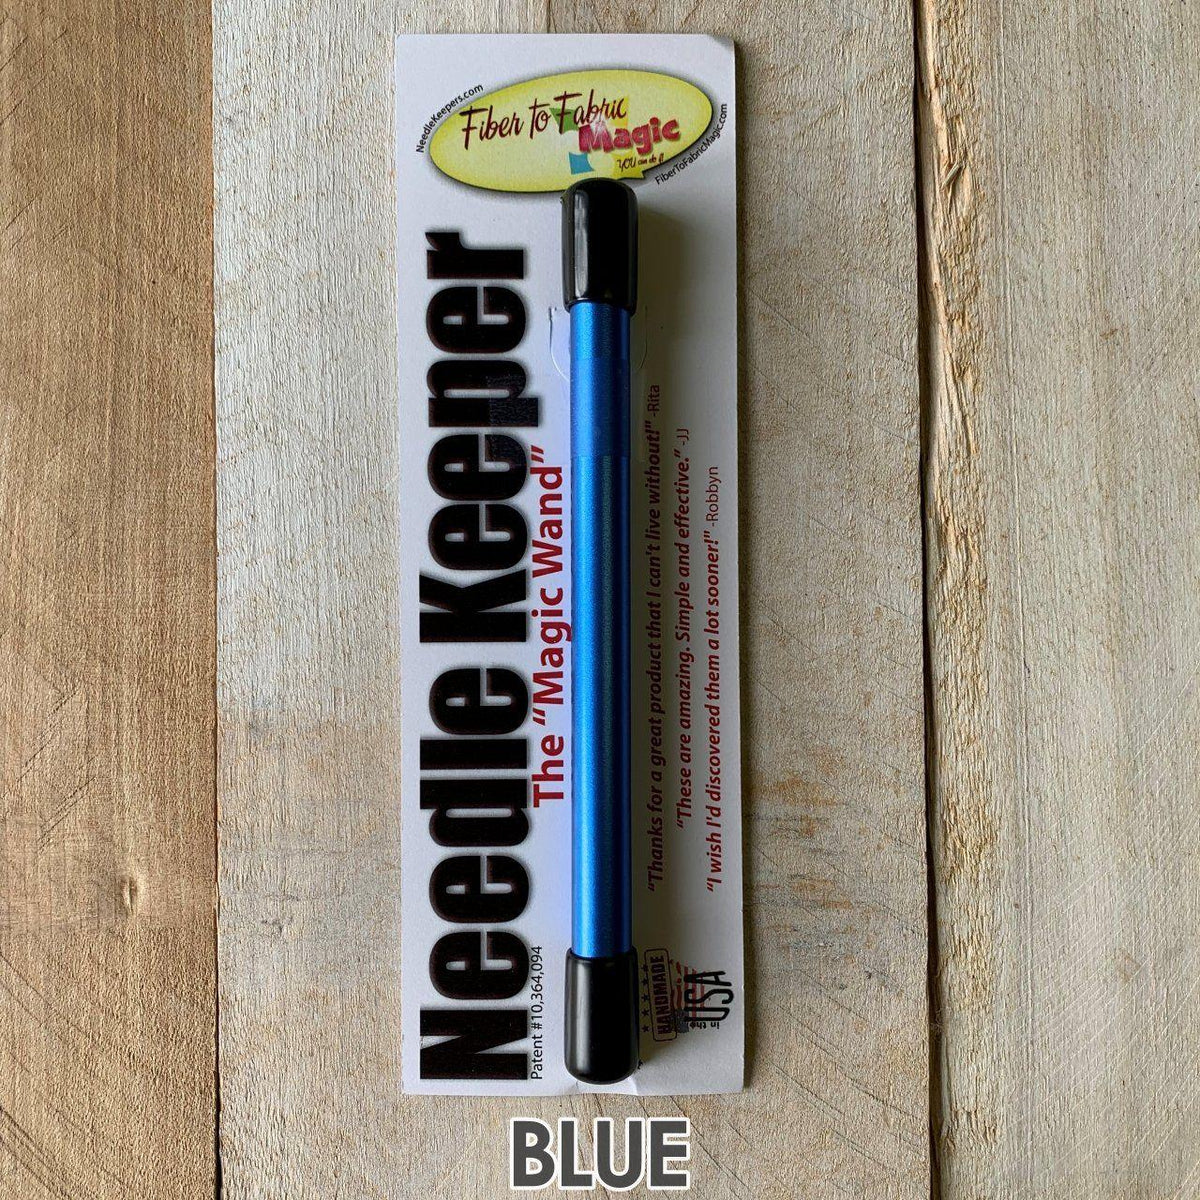 NeedleKeepers.com
Fiber to Fabric
Magic
YOU can do it
FiberToFabricMagic.com
Needle Keeper
The “Magic Wand”
Patent #10,364,094
“Thanks for a great product that I can't live without!” -Rita
“These are amazing. Simple and effective.” -JJ
“I wish I'd discovered them a lot sooner!” -Robbyn
HANDMADE
in the
USA
BLUE